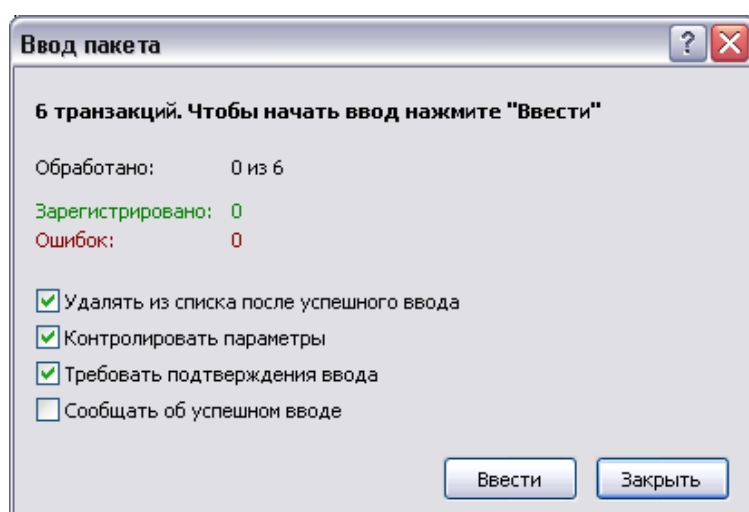 Ввод пакета
6 транзакций. Чтобы начать ввод нажмите "Ввести"
Обработано: 0 из 6
Зарегистрировано: 0
Ошибок: 0
Удалять из списка после успешного ввода
Контролировать параметры
Требовать подтверждения ввода
Сообщать об успешном вводе
Ввести Закрыть